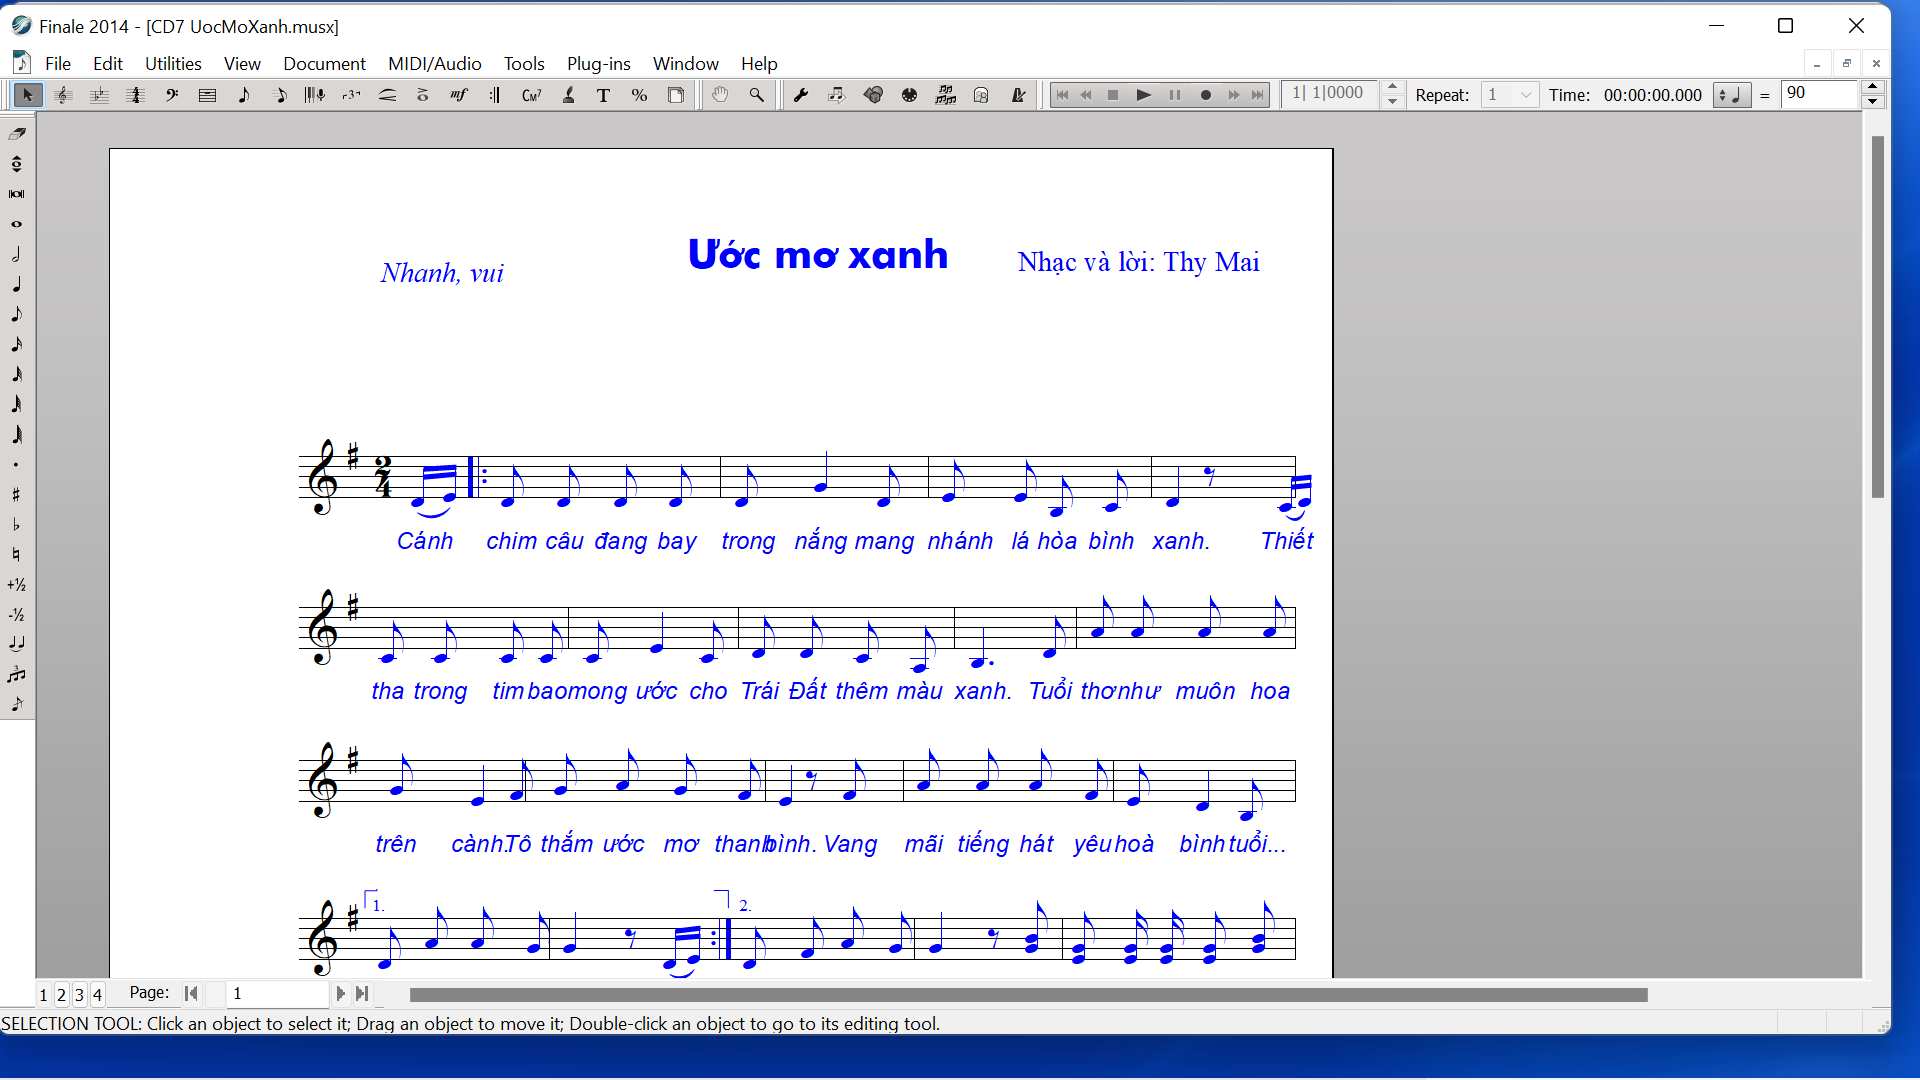 Finale 2014 - [CD7 UocMoXanh.musx]
File Edit Utilities View Document MIDI/Audio Tools Plug-ins Window Help
1| 1|0000 Repeat: 1 Time: 00:00:00.000 = 90
Ước mơ xanh
Nhanh, vui
Nhạc và lời: Thy Mai
Cánh chim câu đang bay trong nắng mang nhánh lá hòa bình xanh. Thiết
tha trong tim bao mong ước cho Trái Đất thêm màu xanh. Tuổi thơ như muôn hoa
trên cành. Tô thắm ước mơ thanh bình. Vang mãi tiếng hát yêu hoà bình tuổi...
1. 2.
1 2 3 4 Page: 1
SELECTION TOOL: Click an object to select it; Drag an object to move it; Double-click an object to go to its editing tool.